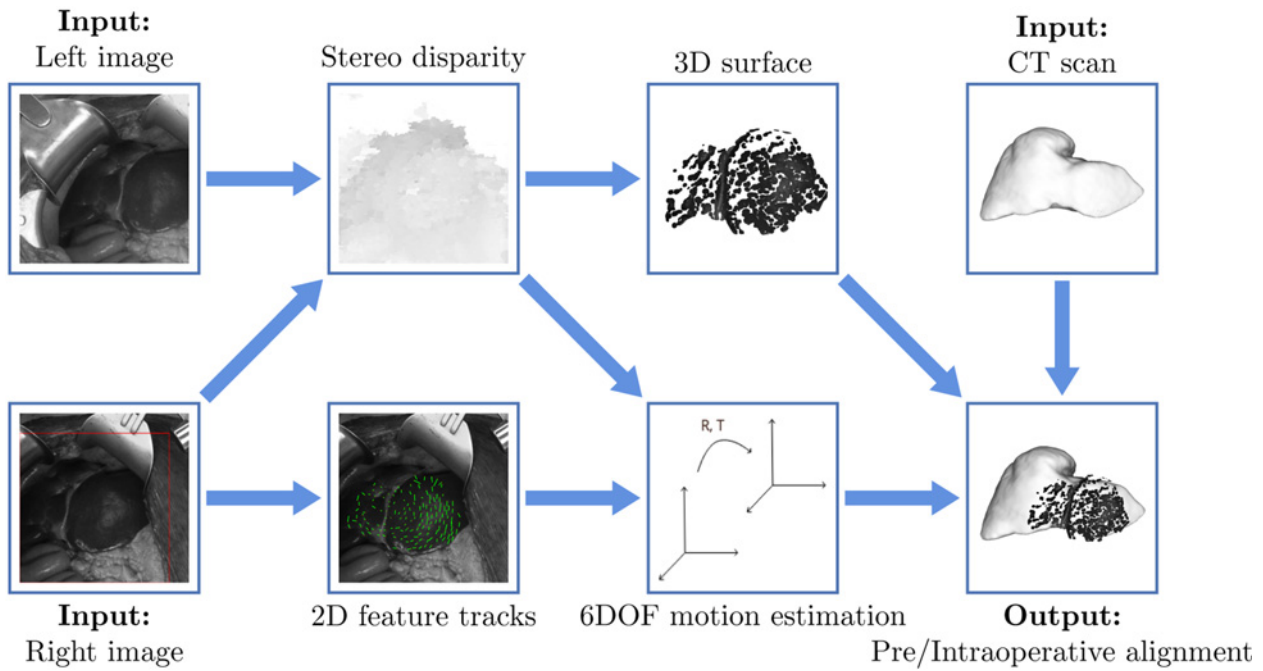 Input:
Left image
Stereo disparity
3D surface
Input:
CT scan
R, T
Input:
Right image
2D feature tracks
6DOF motion estimation
Output:
Pre/Intraoperative alignment